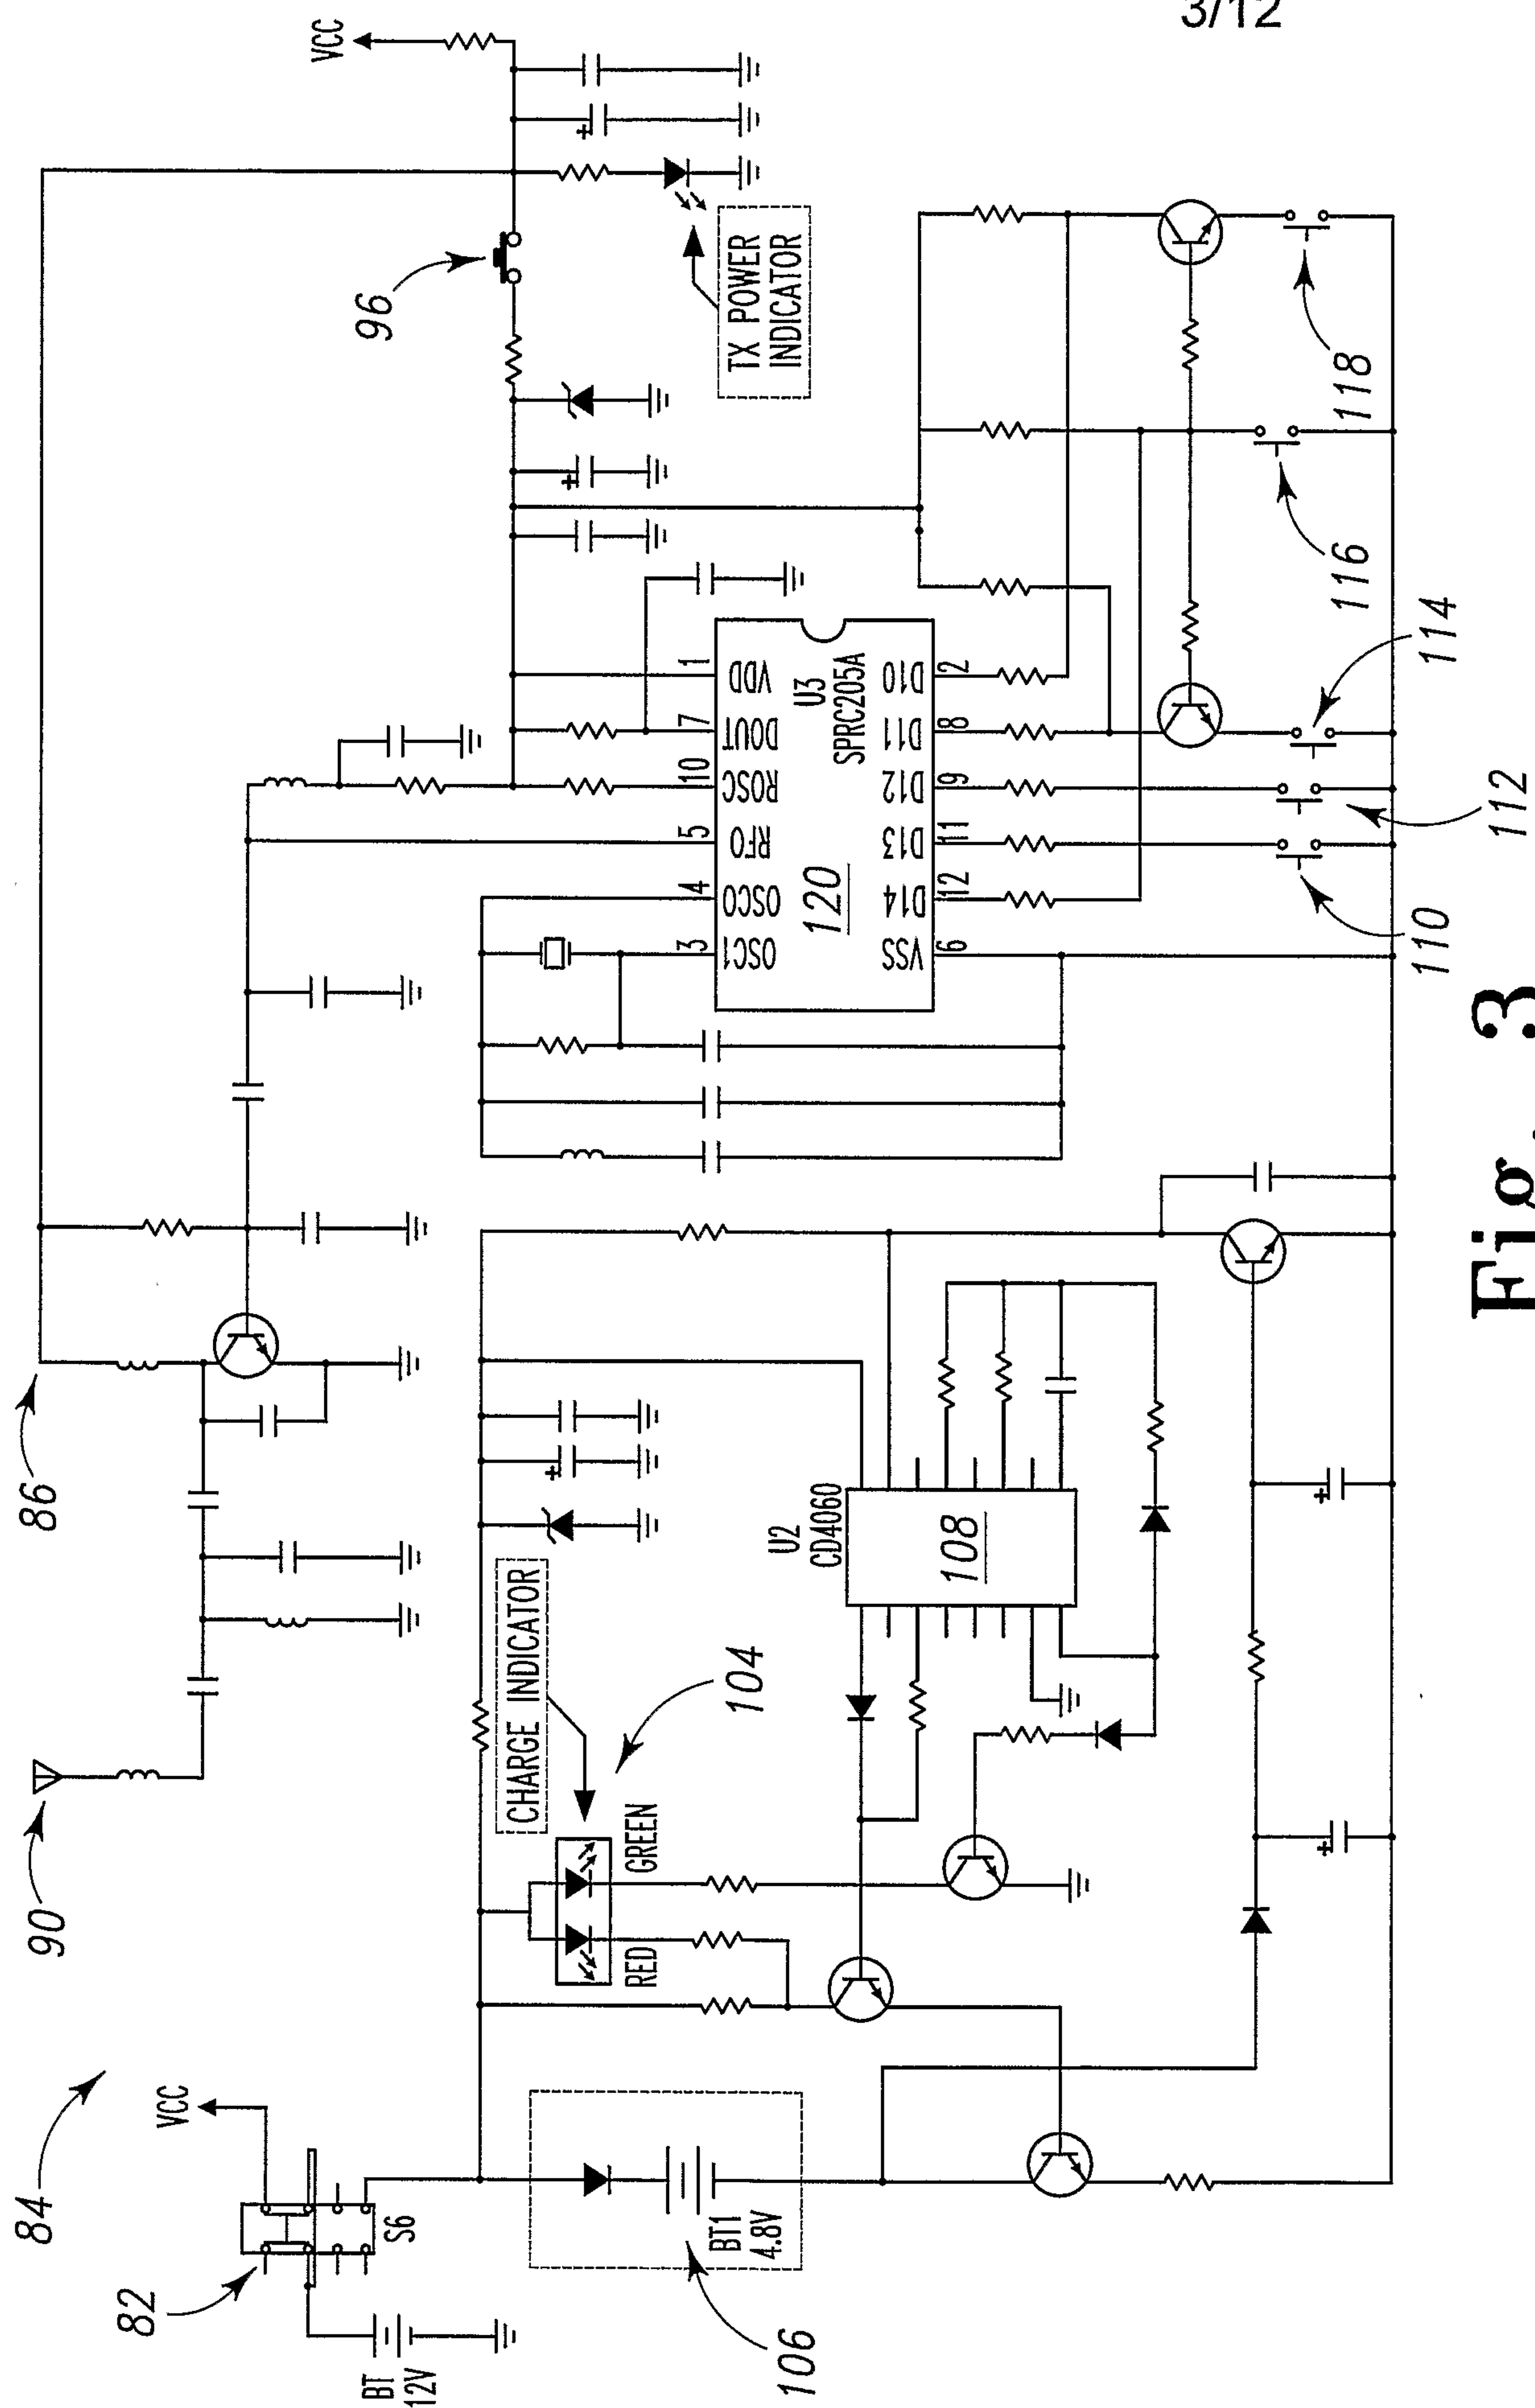 3/12
84
82
VCC
S6
BT
12V
90
86
106
BT1
4.8V
104
CHARGE INDICATOR
RED
GREEN
U2
CD4060
108
96
VCC
TX POWER
INDICATOR
OSC1
OSCO
RFO
ROSC
DOUT
VDD
3
4
5
10
7
1
120
U3
SPRC205A
VSS
D14
D13
D12
D11
D10
6
12
11
9
8
2
110
112
114
116
118
Fig. 3